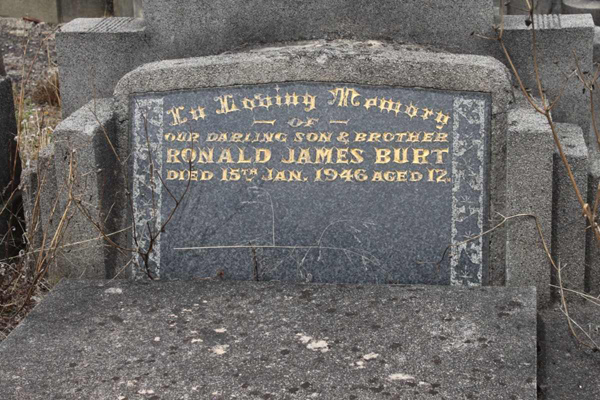 In Loving Memory
– OF –
OUR DARLING SON & BROTHER
RONALD JAMES BURT
DIED 15TH JAN. 1946 AGED 12.